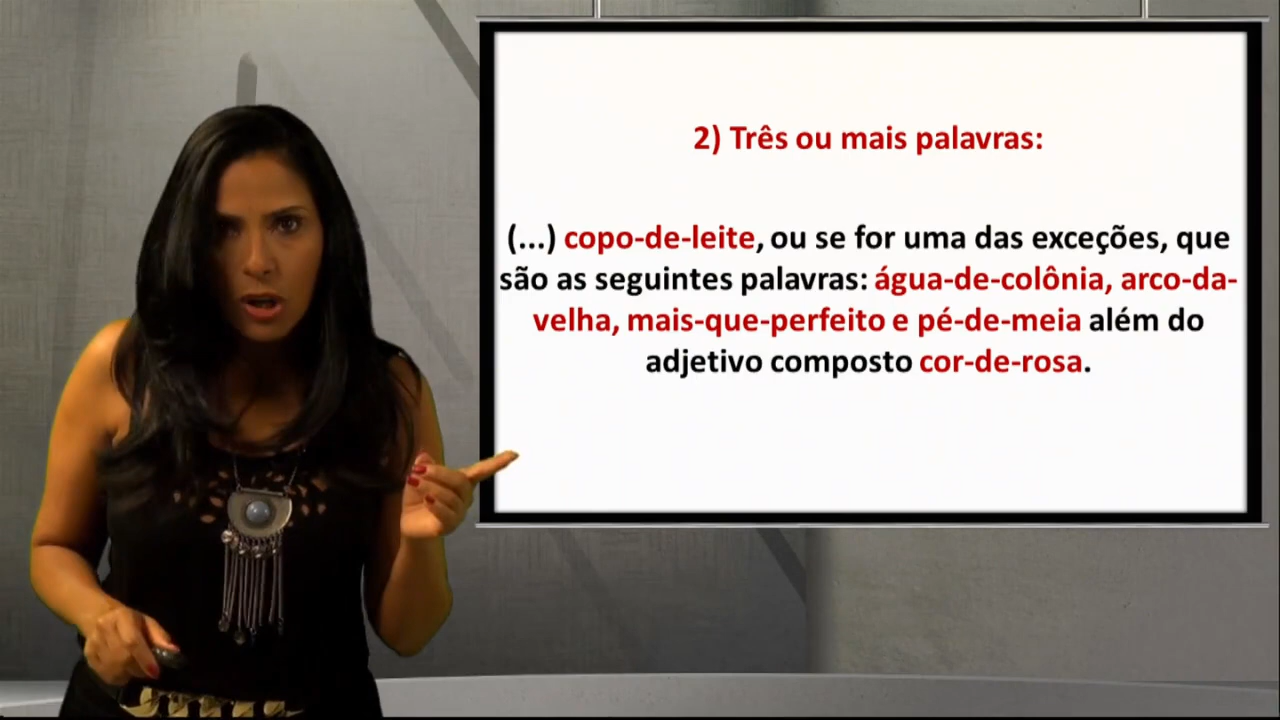 2) Três ou mais palavras:
(...) copo-de-leite, ou se for uma das exceções, que
são as seguintes palavras: água-de-colônia, arco-da-
velha, mais-que-perfeito e pé-de-meia além do
adjetivo composto cor-de-rosa.